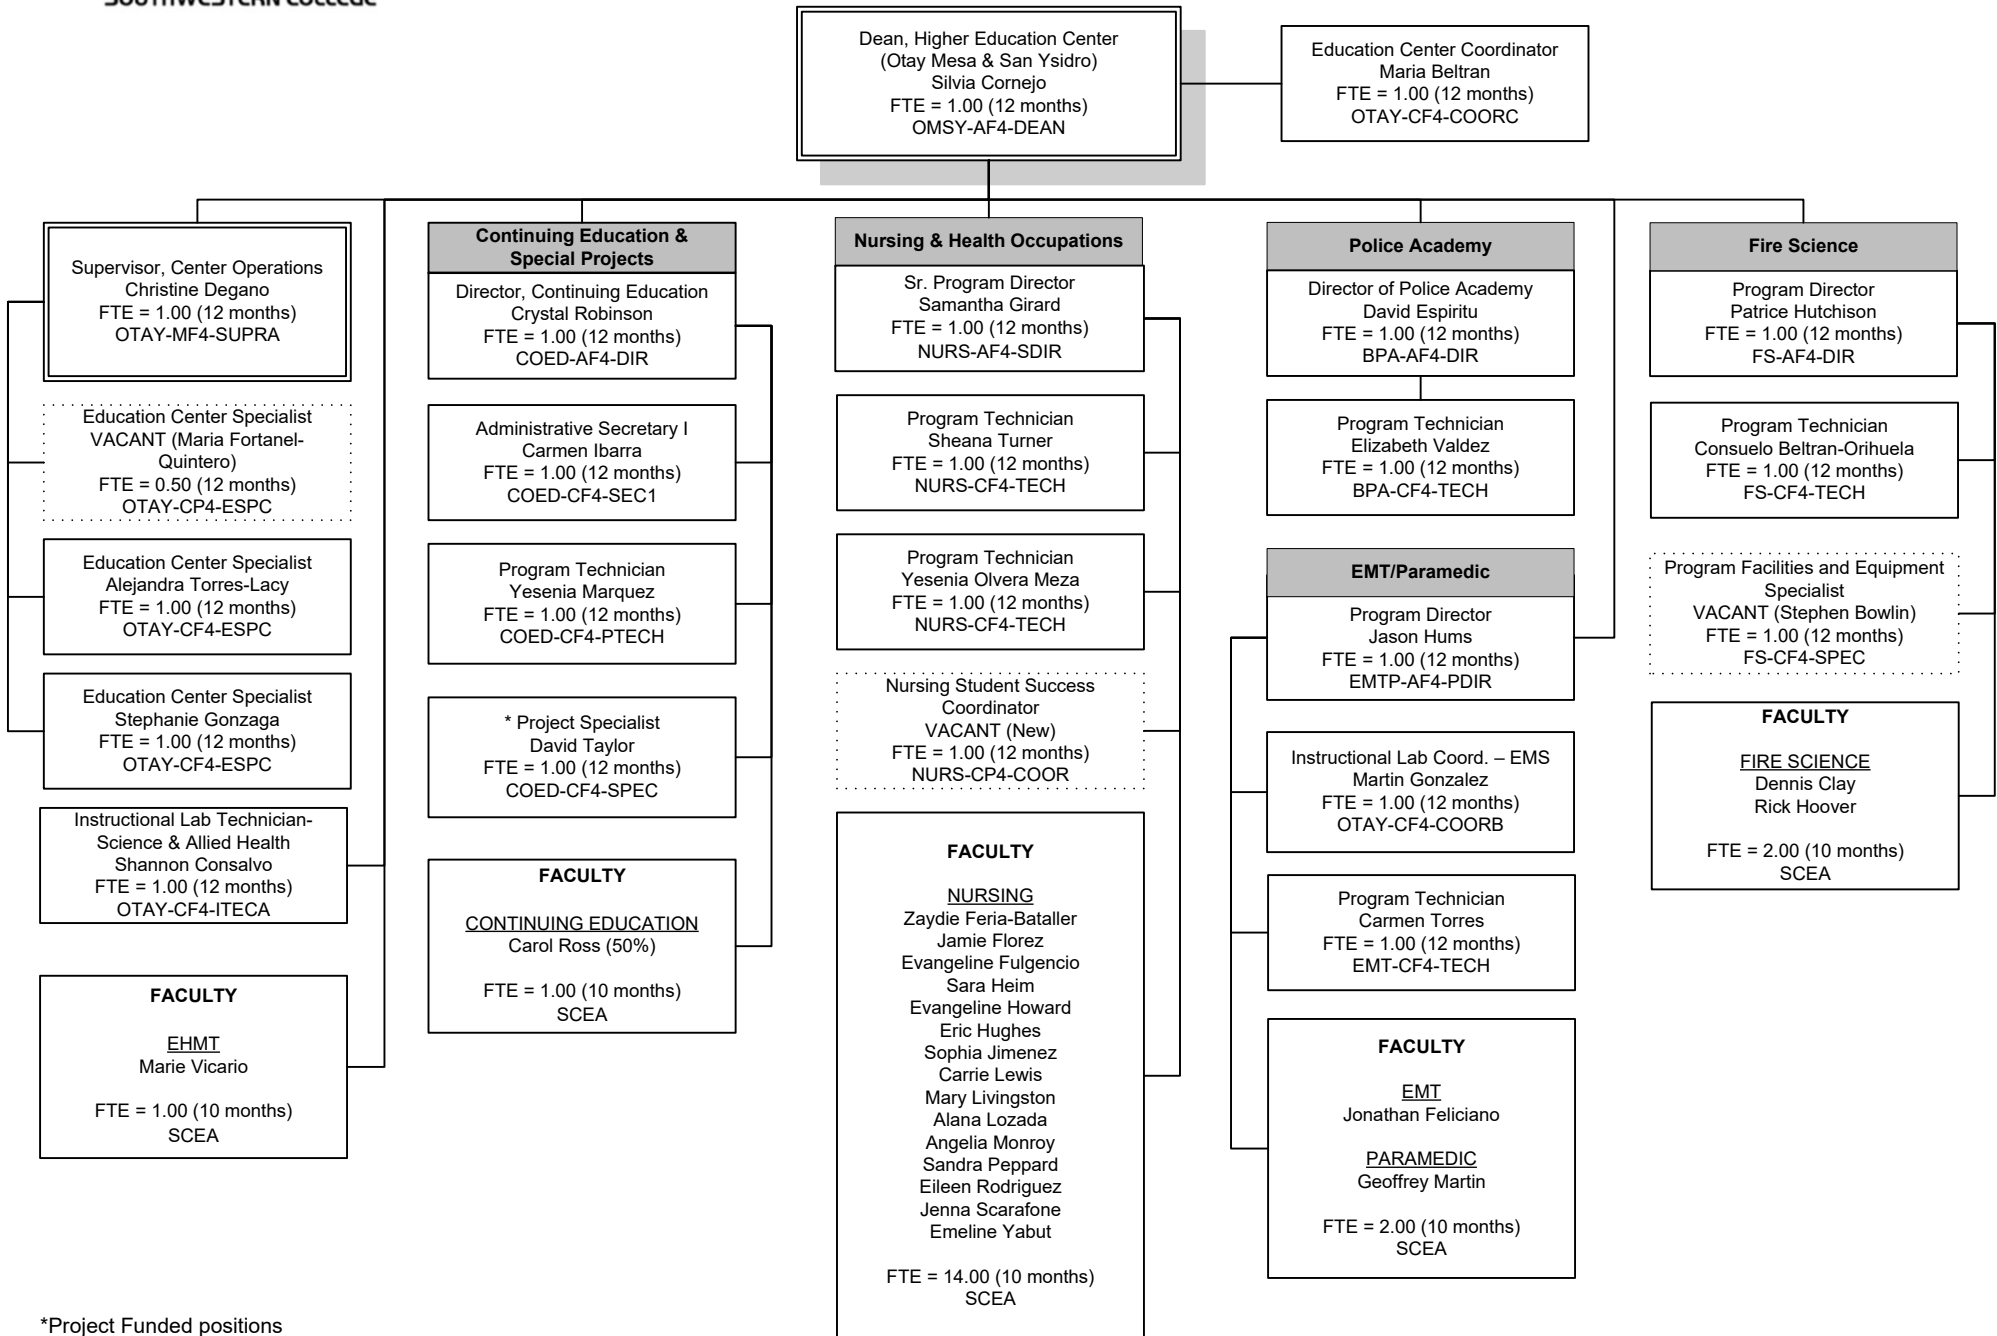 SOUTHWESTERN COLLEGE
Dean, Higher Education Center
(Otay Mesa & San Ysidro)
Silvia Cornejo
FTE = 1.00 (12 months)
OMSY-AF4-DEAN
Education Center Coordinator
Maria Beltran
FTE = 1.00 (12 months)
OTAY-CF4-COORC
Supervisor, Center Operations
Christine Degano
FTE = 1.00 (12 months)
OTAY-MF4-SUPRA
Education Center Specialist
VACANT (Maria Fortanel-
Quintero)
FTE = 0.50 (12 months)
OTAY-CP4-ESPC
Education Center Specialist
Alejandra Torres-Lacy
FTE = 1.00 (12 months)
OTAY-CF4-ESPC
Education Center Specialist
Stephanie Gonzaga
FTE = 1.00 (12 months)
OTAY-CF4-ESPC
Instructional Lab Technician-
Science & Allied Health
Shannon Consalvo
FTE = 1.00 (12 months)
OTAY-CF4-ITECA
FACULTY
EHMT
Marie Vicario
FTE = 1.00 (10 months)
SCEA
Continuing Education &
Special Projects
Director, Continuing Education
Crystal Robinson
FTE = 1.00 (12 months)
COED-AF4-DIR
Administrative Secretary I
Carmen Ibarra
FTE = 1.00 (12 months)
COED-CF4-SEC1
Program Technician
Yesenia Marquez
FTE = 1.00 (12 months)
COED-CF4-PTECH
* Project Specialist
David Taylor
FTE = 1.00 (12 months)
COED-CF4-SPEC
FACULTY
CONTINUING EDUCATION
Carol Ross (50%)
FTE = 1.00 (10 months)
SCEA
Nursing & Health Occupations
Sr. Program Director
Samantha Girard
FTE = 1.00 (12 months)
NURS-AF4-SDIR
Program Technician
Sheana Turner
FTE = 1.00 (12 months)
NURS-CF4-TECH
Program Technician
Yesenia Olvera Meza
FTE = 1.00 (12 months)
NURS-CF4-TECH
Nursing Student Success
Coordinator
VACANT (New)
FTE = 1.00 (12 months)
NURS-CP4-COOR
FACULTY
NURSING
Zaydie Feria-Bataller
Jamie Florez
Evangeline Fulgencio
Sara Heim
Evangeline Howard
Eric Hughes
Sophia Jimenez
Carrie Lewis
Mary Livingston
Alana Lozada
Angelia Monroy
Sandra Peppard
Eileen Rodriguez
Jenna Scarafone
Emeline Yabut
FTE = 14.00 (10 months)
SCEA
Police Academy
Director of Police Academy
David Espiritu
FTE = 1.00 (12 months)
BPA-AF4-DIR
Program Technician
Elizabeth Valdez
FTE = 1.00 (12 months)
BPA-CF4-TECH
EMT/Paramedic
Program Director
Jason Hums
FTE = 1.00 (12 months)
EMTP-AF4-PDIR
Instructional Lab Coord. – EMS
Martin Gonzalez
FTE = 1.00 (12 months)
OTAY-CF4-COORB
Program Technician
Carmen Torres
FTE = 1.00 (12 months)
EMT-CF4-TECH
FACULTY
EMT
Jonathan Feliciano
PARAMEDIC
Geoffrey Martin
FTE = 2.00 (10 months)
SCEA
Fire Science
Program Director
Patrice Hutchison
FTE = 1.00 (12 months)
FS-AF4-DIR
Program Technician
Consuelo Beltran-Orihuela
FTE = 1.00 (12 months)
FS-CF4-TECH
Program Facilities and Equipment
Specialist
VACANT (Stephen Bowlin)
FTE = 1.00 (12 months)
FS-CF4-SPEC
FACULTY
FIRE SCIENCE
Dennis Clay
Rick Hoover
FTE = 2.00 (10 months)
SCEA
*Project Funded positions